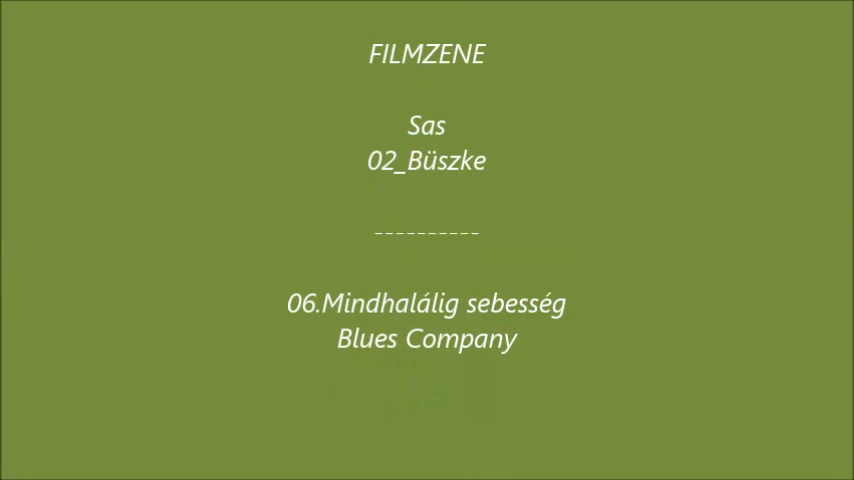 FILMZENE
Sas
02_Büszke
----------
06.Mindhalálig sebesség
Blues Company